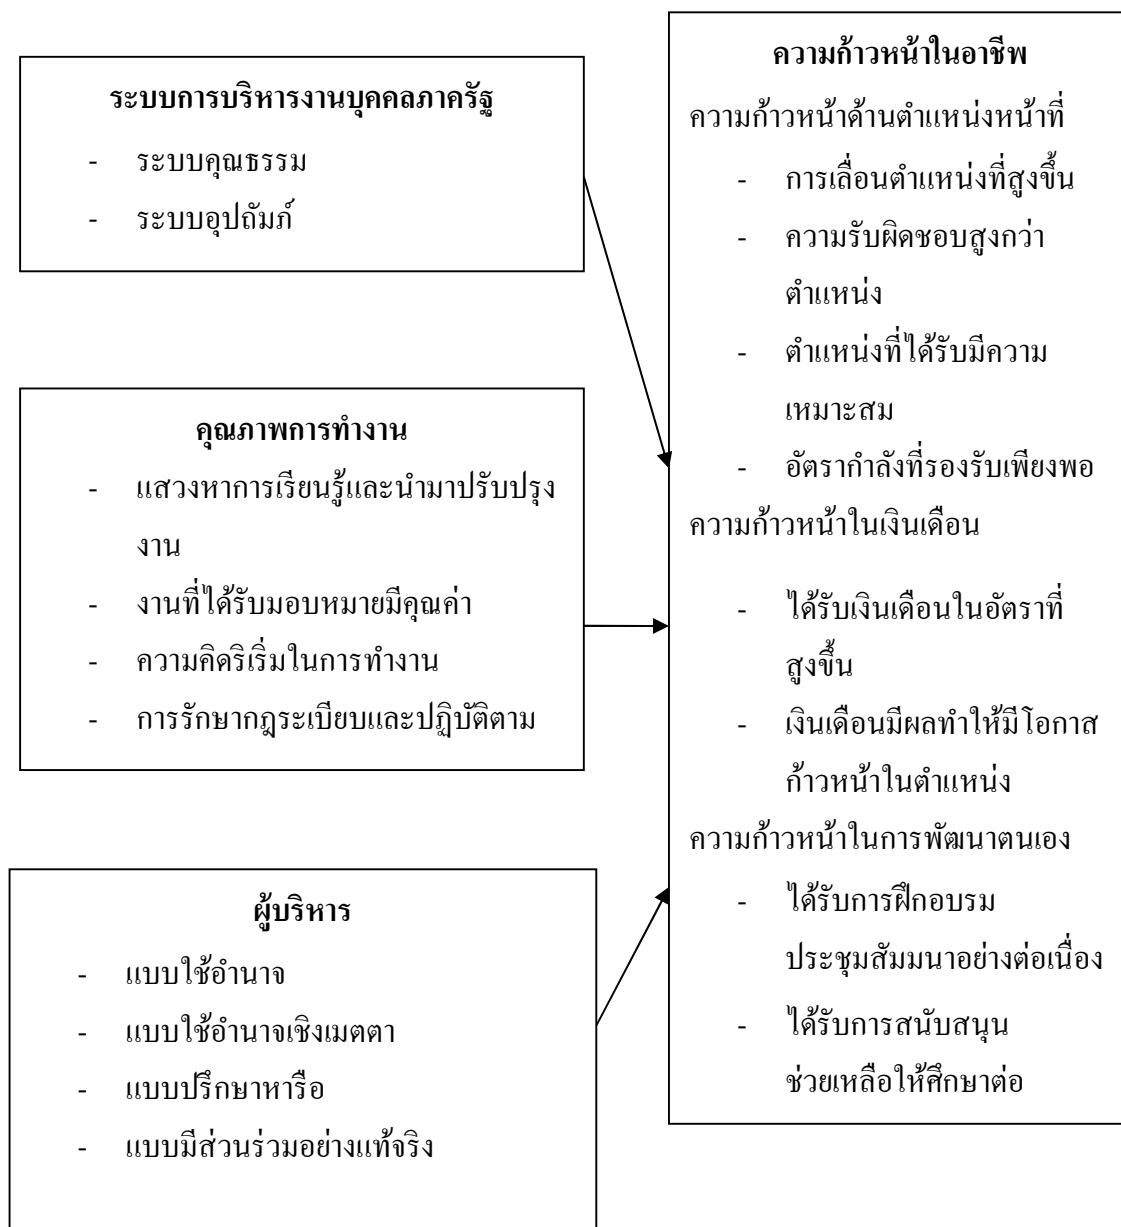 ระบบการบริหารงานบุคคลภาครัฐ
- ระบบคุณธรรม
- ระบบอุปถัมภ์
คุณภาพการทำงาน
- แสวงหาการเรียนรู้และนำมาปรับปรุง
งาน
- งานที่ได้รับมอบหมายมีคุณค่า
- ความคิดริเริ่มในการทำงาน
- การรักษากฎระเบียบและปฏิบัติตาม
ผู้บริหาร
- แบบใช้อำนาจ
- แบบใช้อำนาจเชิงเมตตา
- แบบปรึกษาหารือ
- แบบมีส่วนร่วมอย่างแท้จริง
ความก้าวหน้าในอาชีพ
ความก้าวหน้าด้านตำแหน่งหน้าที่
- การเลื่อนตำแหน่งที่สูงขึ้น
- ความรับผิดชอบสูงกว่า
ตำแหน่ง
- ตำแหน่งที่ได้รับมีความ
เหมาะสม
- อัตรากำลังที่รองรับเพียงพอ
ความก้าวหน้าในเงินเดือน
- ได้รับเงินเดือนในอัตราที่
สูงขึ้น
- เงินเดือนมีผลทำให้มีโอกาส
ก้าวหน้าในตำแหน่ง
ความก้าวหน้าในการพัฒนาตนเอง
- ได้รับการฝึกอบรม
ประชุมสัมมนาอย่างต่อเนื่อง
- ได้รับการสนับสนุน
ช่วยเหลือให้ศึกษาต่อ